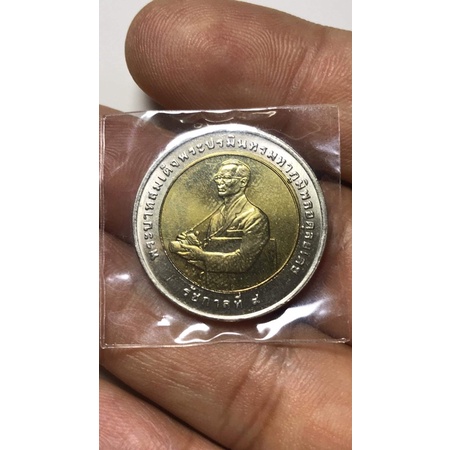 พระบาทสมเด็จพระปรมินทรมหาภูมิพลอดุลยเดช
รัชกาลที่ ๙